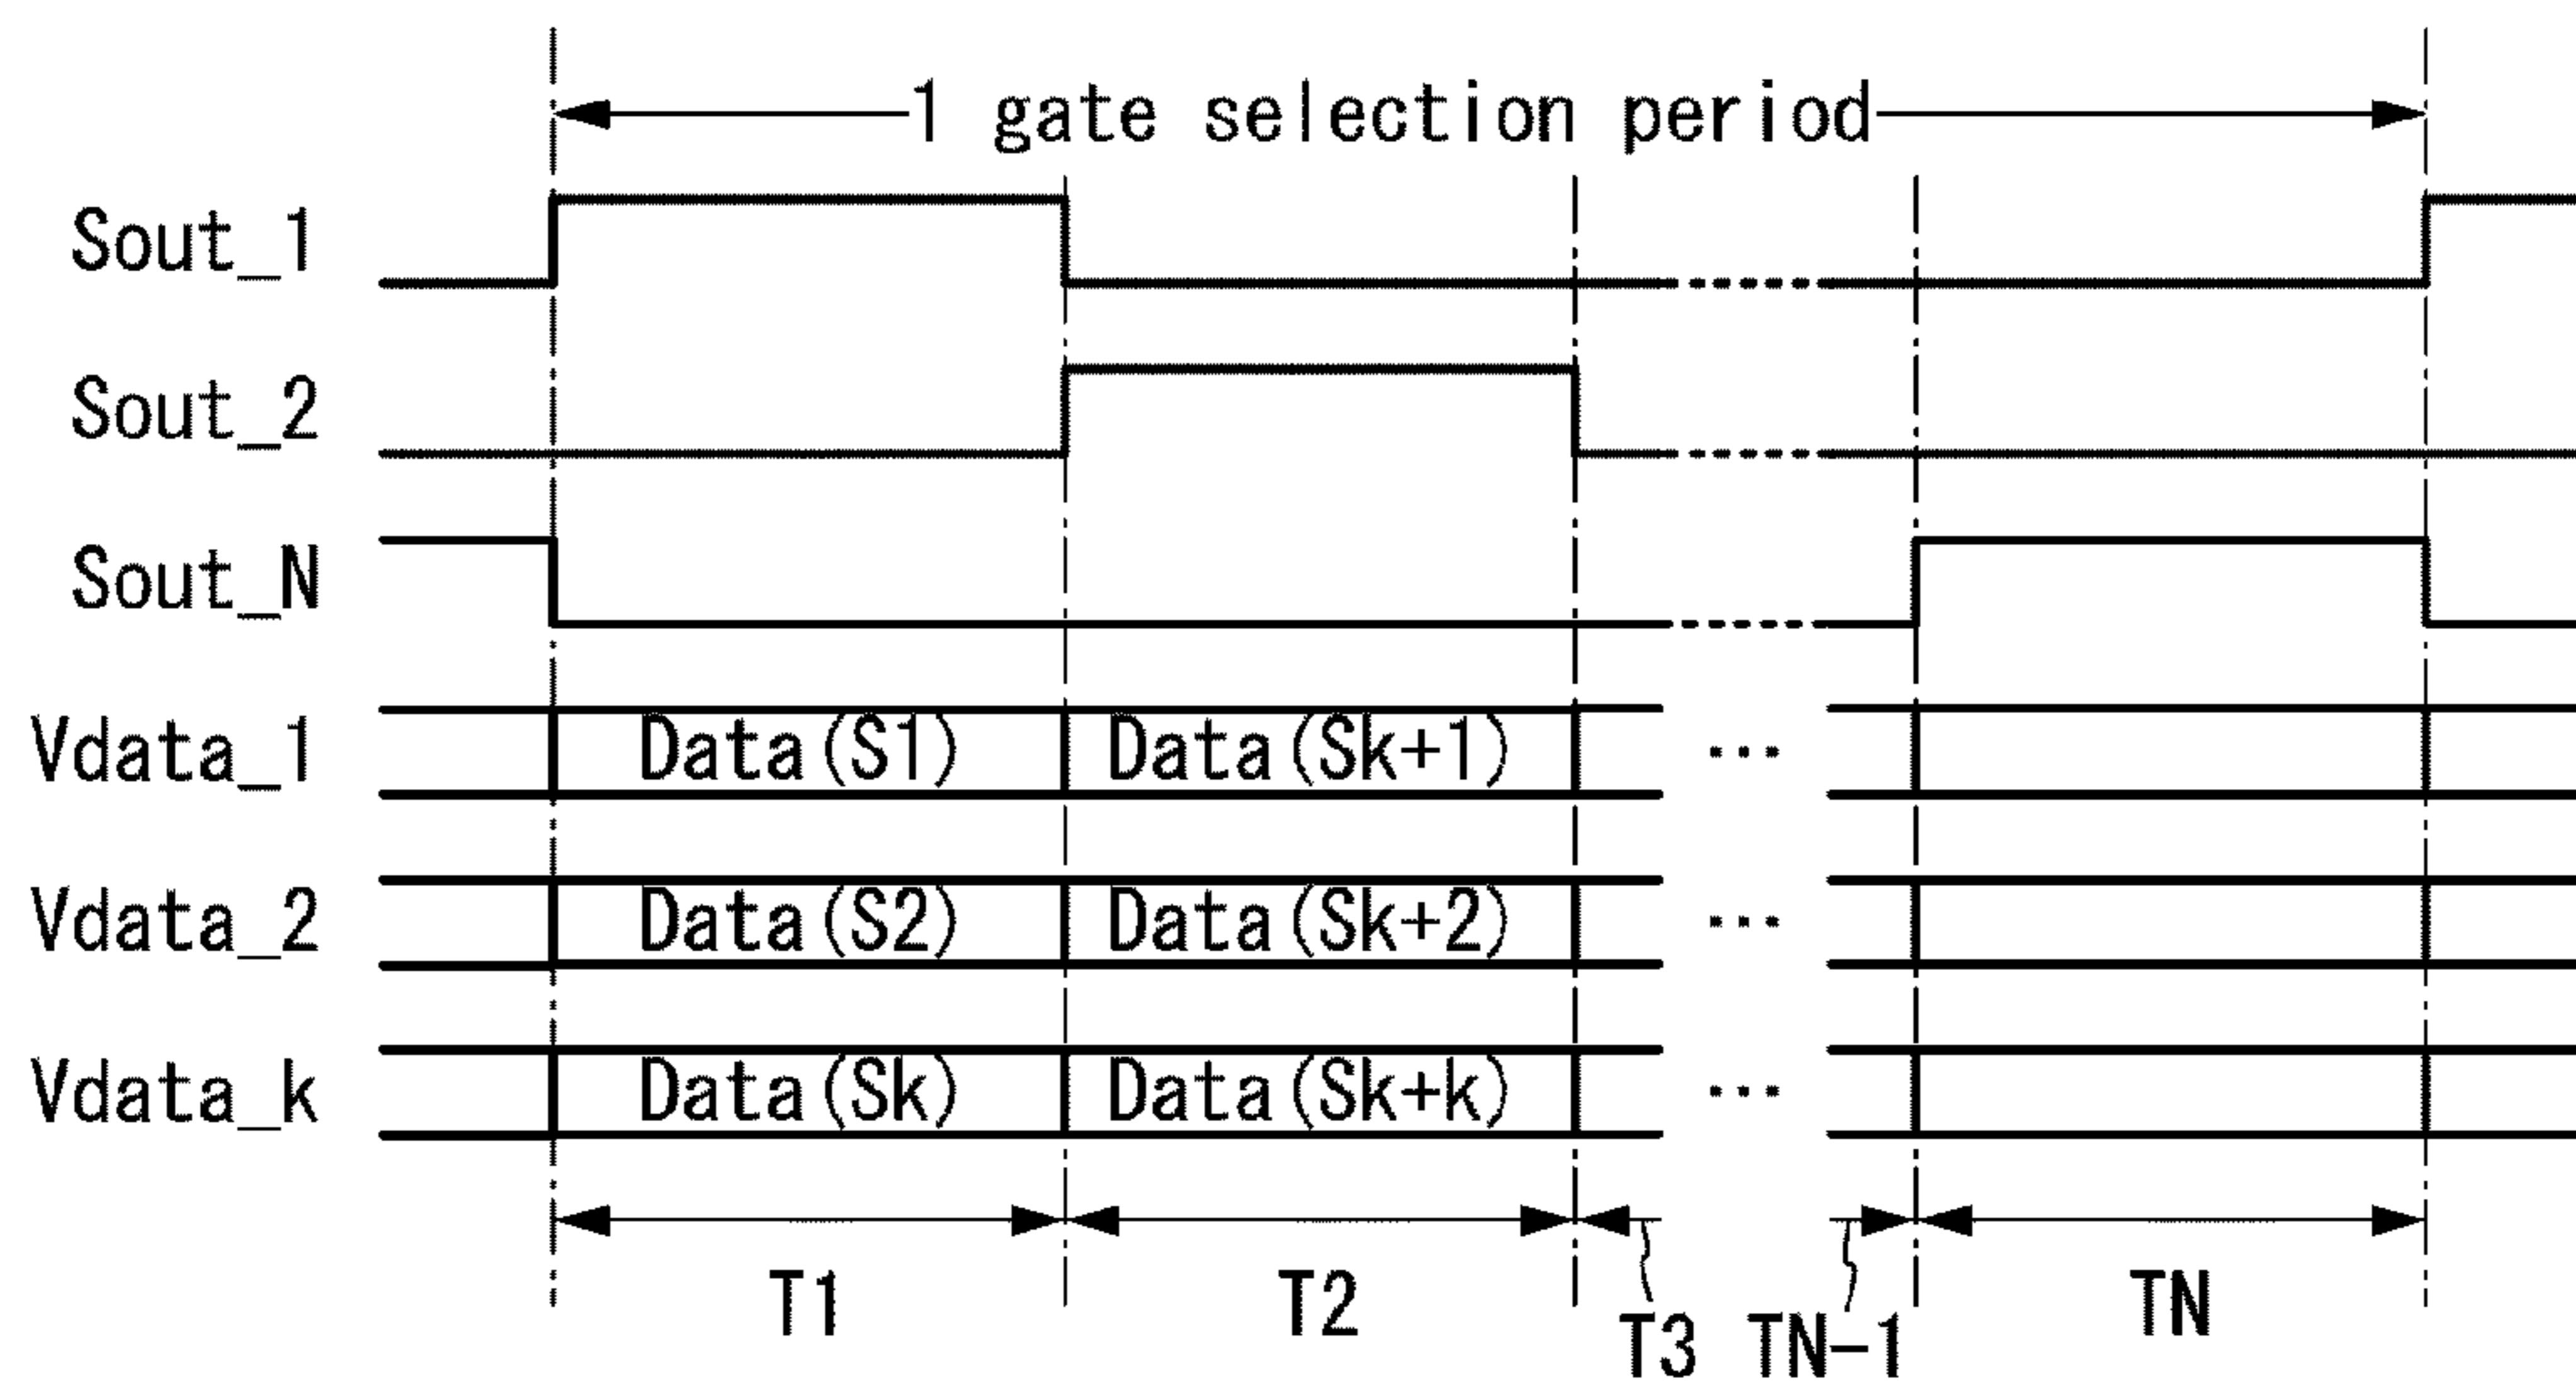 1 gate selection period
Sout_1
Sout_2
Sout_N
Vdata_1 Data(S1) Data(Sk+1) ...
Vdata_2 Data(S2) Data(Sk+2) ...
Vdata_k Data(Sk) Data(Sk+k) ...
T1 T2 T3 TN-1 TN